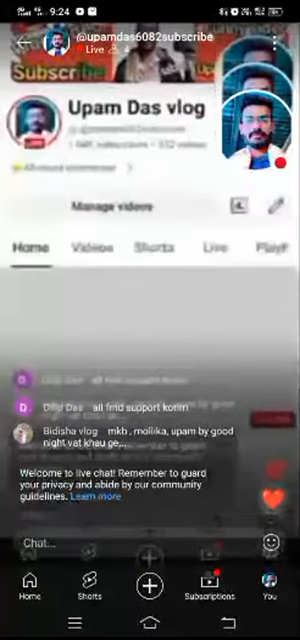 9:24
@upamdas6082subscribe
Live
Subscribe
Upam Das vlog
Manage videos
Home Videos Shorts Live Playli
Dilip Das all frnd support korim
Bidisha vlog mkb , mollika, upam by good
night vat khau ge,..
Welcome to live chat! Remember to guard
your privacy and abide by our community
guidelines. Learn more
Chat...
Home Shorts Subscriptions You